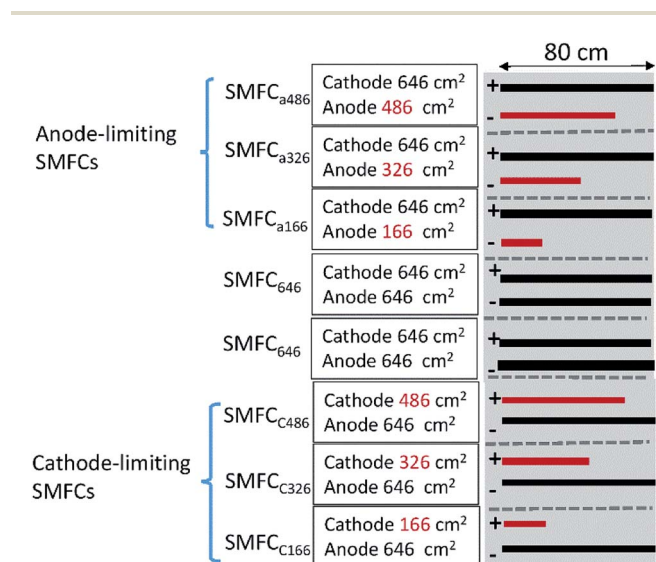 80 cm
Anode-limiting
SMFCs
SMFCa486
Cathode 646 cm²
Anode 486 cm²
+
-
SMFCa326
Cathode 646 cm²
Anode 326 cm²
+
-
SMFCa166
Cathode 646 cm²
Anode 166 cm²
+
-
SMFC646
Cathode 646 cm²
Anode 646 cm²
+
-
SMFC646
Cathode 646 cm²
Anode 646 cm²
+
-
Cathode-limiting
SMFCs
SMFCC486
Cathode 486 cm²
Anode 646 cm²
+
-
SMFCC326
Cathode 326 cm²
Anode 646 cm²
+
-
SMFCC166
Cathode 166 cm²
Anode 646 cm²
+
-